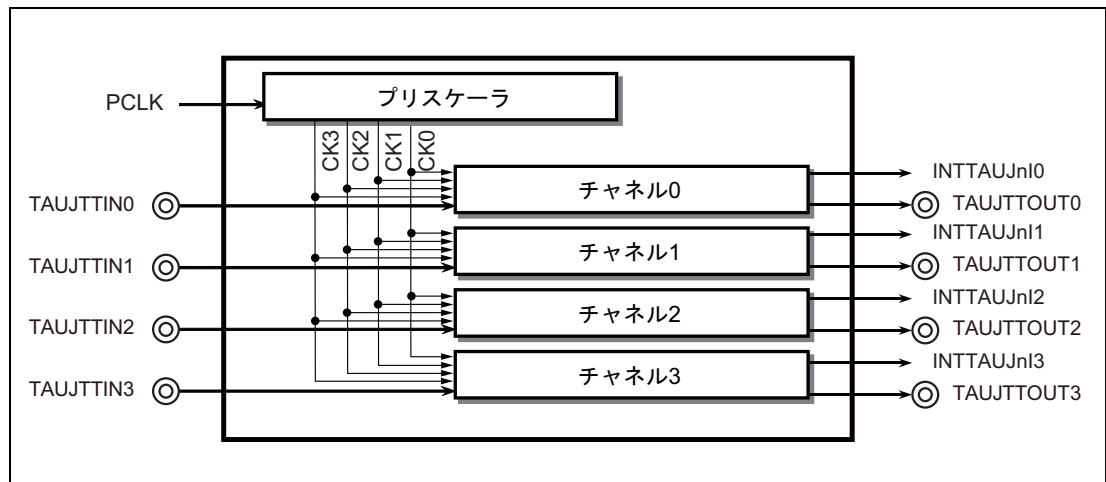 プリスケーラ
PCLK
CK3
CK2
CK1
CK0
チャネル0
INTTAUJnI0
TAUJTTIN0
TAUJTTOUT0
チャネル1
INTTAUJnI1
TAUJTTIN1
TAUJTTOUT1
チャネル2
INTTAUJnI2
TAUJTTIN2
TAUJTTOUT2
チャネル3
INTTAUJnI3
TAUJTTIN3
TAUJTTOUT3